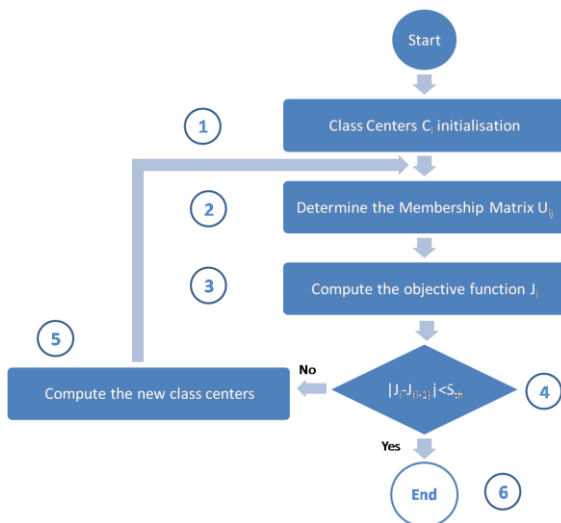 Start
1
Class Centers Cᵢ initialisation
2
Determine the Membership Matrix Uᵢⱼ
3
Compute the objective function Jᵢ
5
No
Compute the new class centers
|Jᵢ-J₍ᵢ₋₁₎|<Sₜₕ
4
Yes
End
6